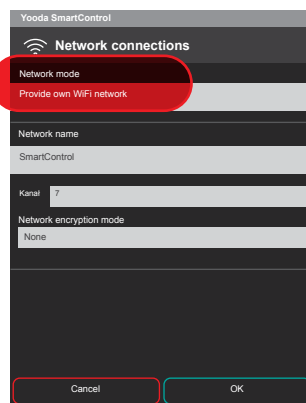 Yooda SmartControl
Network connections
Network mode
Provide own WiFi network
Network name
SmartControl
Kanał 7
Network encryption mode
None
Cancel OK